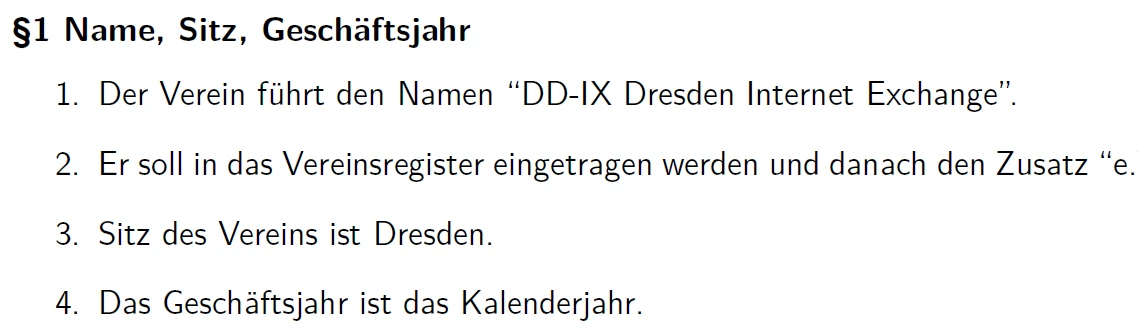 §1 Name, Sitz, Geschäftsjahr
1. Der Verein führt den Namen “DD-IX Dresden Internet Exchange”.
2. Er soll in das Vereinsregister eingetragen werden und danach den Zusatz “e.
3. Sitz des Vereins ist Dresden.
4. Das Geschäftsjahr ist das Kalenderjahr.